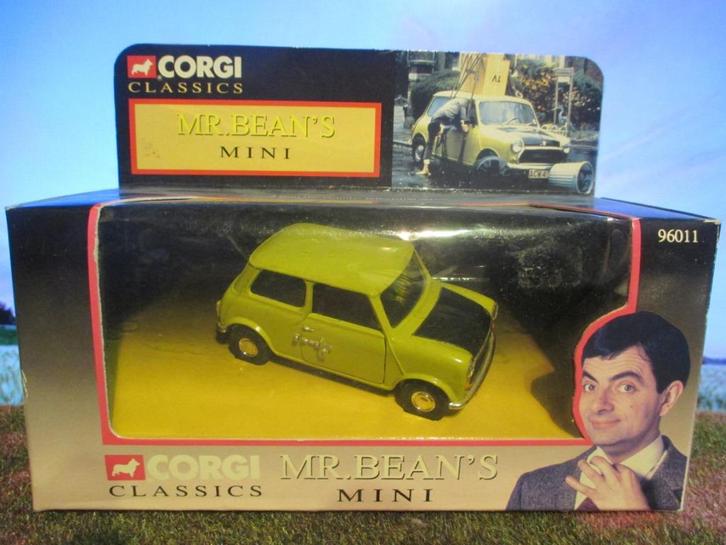 CORGI
CLASSICS
MR.BEAN'S
MINI
96011
CORGI
CLASSICS
MR.BEAN'S
MINI